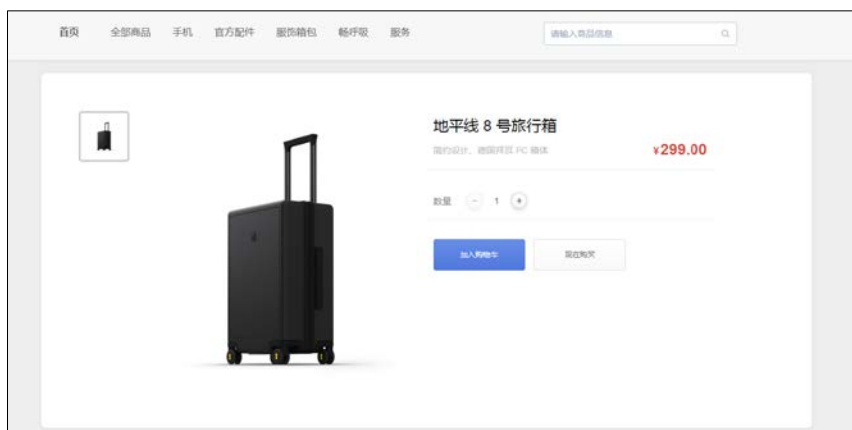 首页 全部商品 手机 官方配件 服饰箱包 畅呼吸 服务 请输入商品信息
地平线 8 号旅行箱
简约设计、德国拜耳 PC 箱体 ¥299.00
数量 - 1 +
加入购物车 现在购买